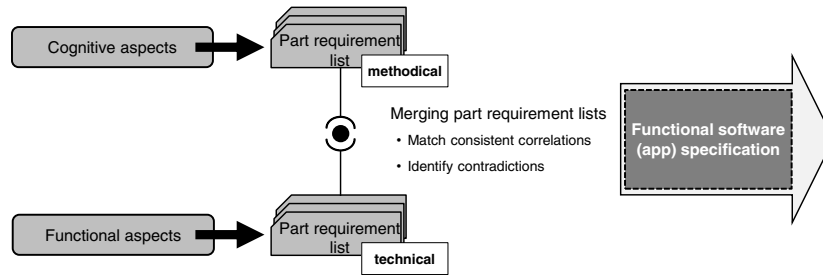 Cognitive aspects
Part requirement
list
methodical
Merging part requirement lists
• Match consistent correlations
• Identify contradictions
Functional software
(app) specification
Functional aspects
Part requirement
list
technical